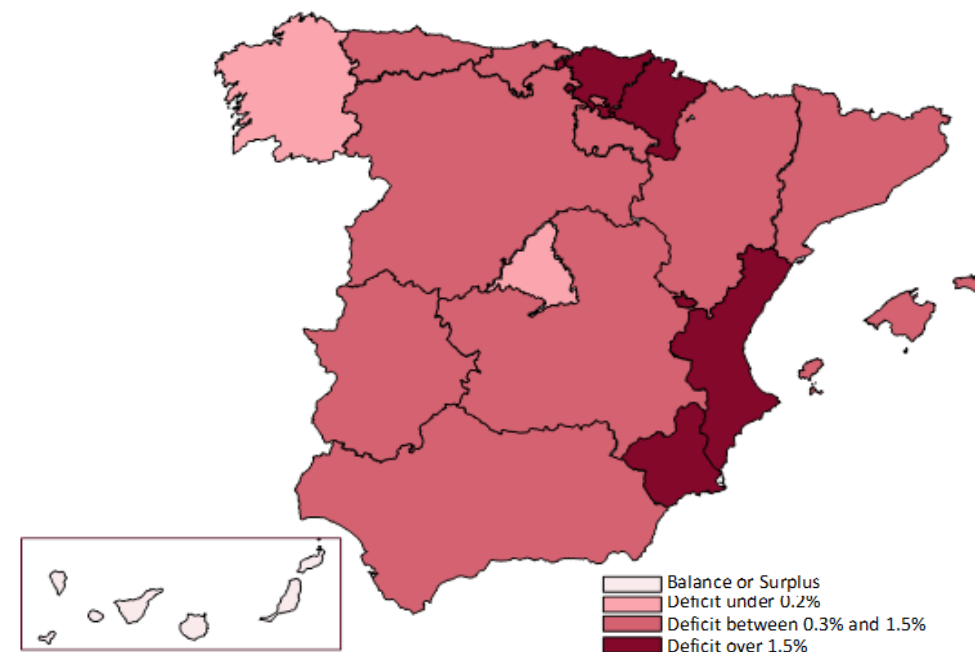 Balance or Surplus
Deficit under 0.2%
Deficit between 0.3% and 1.5%
Deficit over 1.5%